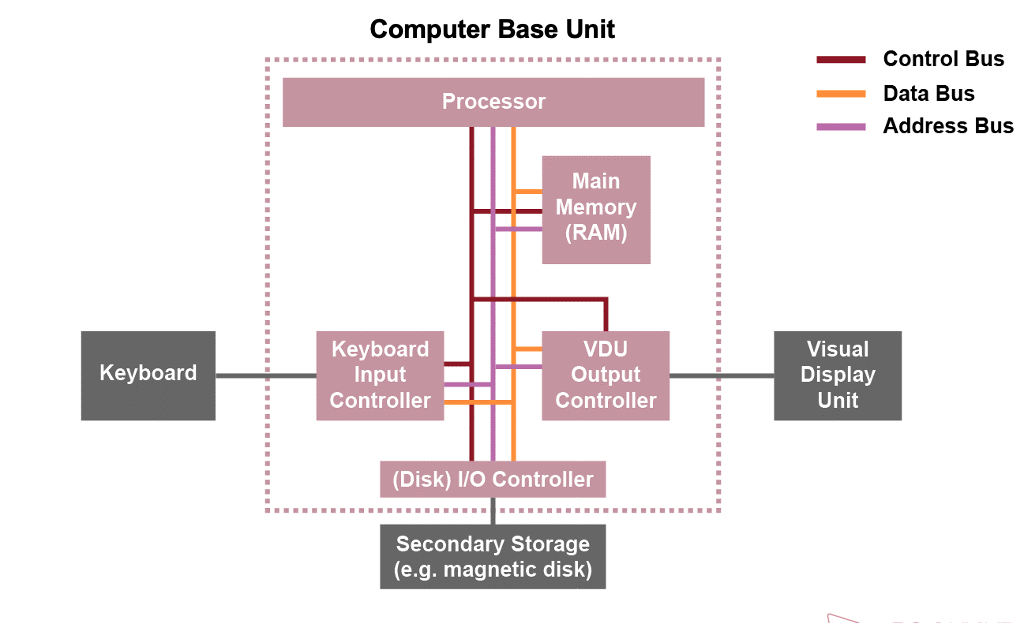 Computer Base Unit
Control Bus
Data Bus
Address Bus
Processor
Main
Memory
(RAM)
Keyboard
Keyboard
Input
Controller
VDU
Output
Controller
Visual
Display
Unit
(Disk) I/O Controller
Secondary Storage
(e.g. magnetic disk)